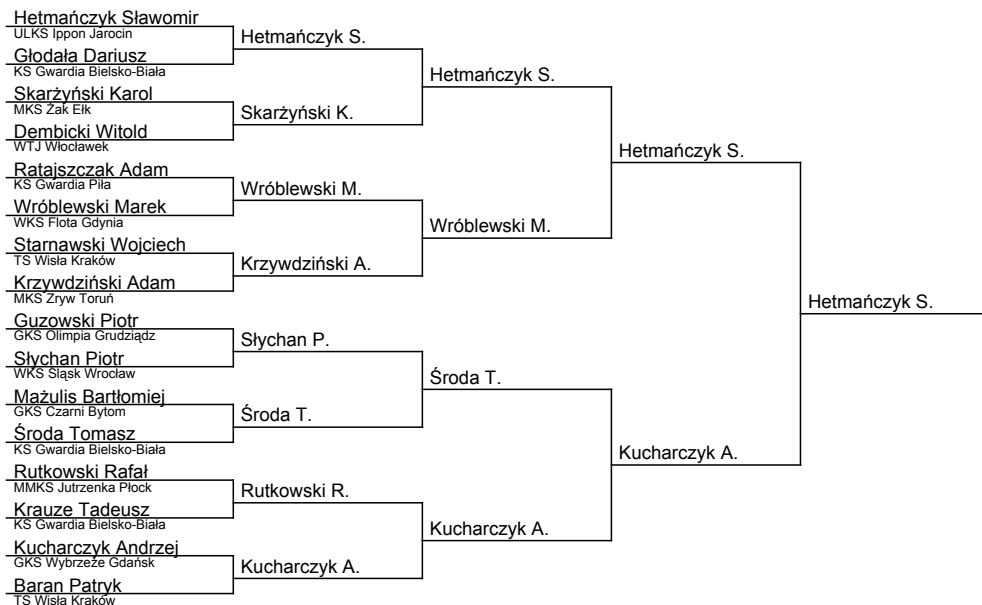 Hetmańczyk Sławomir
ULKS Ippon Jarocin
Głodała Dariusz
KS Gwardia Bielsko-Biała
Skarżyński Karol
MKS Żak Ełk
Dembicki Witold
WTJ Włocławek
Ratajszczak Adam
KS Gwardia Piła
Wróblewski Marek
WKS Flota Gdynia
Starnawski Wojciech
TS Wisła Kraków
Krzywdziński Adam
MKS Zryw Toruń
Guzowski Piotr
GKS Olimpia Grudziądz
Słychan Piotr
WKS Śląsk Wrocław
Mażulis Bartłomiej
GKS Czarni Bytom
Środa Tomasz
KS Gwardia Bielsko-Biała
Rutkowski Rafał
MMKS Jutrzenka Płock
Krauze Tadeusz
KS Gwardia Bielsko-Biała
Kucharczyk Andrzej
GKS Wybrzeże Gdańsk
Baran Patryk
TS Wisła Kraków
Hetmańczyk S.
Skarżyński K.
Wróblewski M.
Krzywdziński A.
Słychan P.
Środa T.
Rutkowski R.
Kucharczyk A.
Hetmańczyk S.
Wróblewski M.
Środa T.
Kucharczyk A.
Hetmańczyk S.
Kucharczyk A.
Hetmańczyk S.